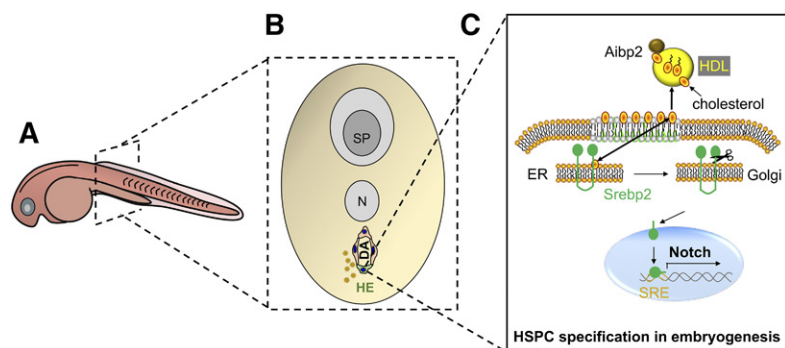 A
B
C
SP
N
DA
HE
Aibp2
HDL
cholesterol
ER
Golgi
Srebp2
Notch
SRE
HSPC specification in embryogenesis